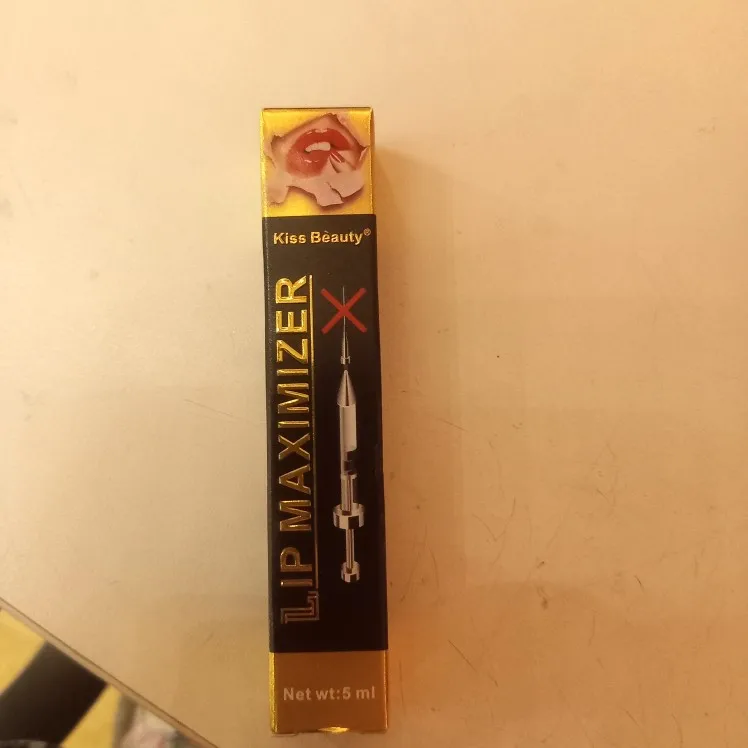 Kiss Bèauty®
LIP MAXIMIZER
Net wt:5 ml